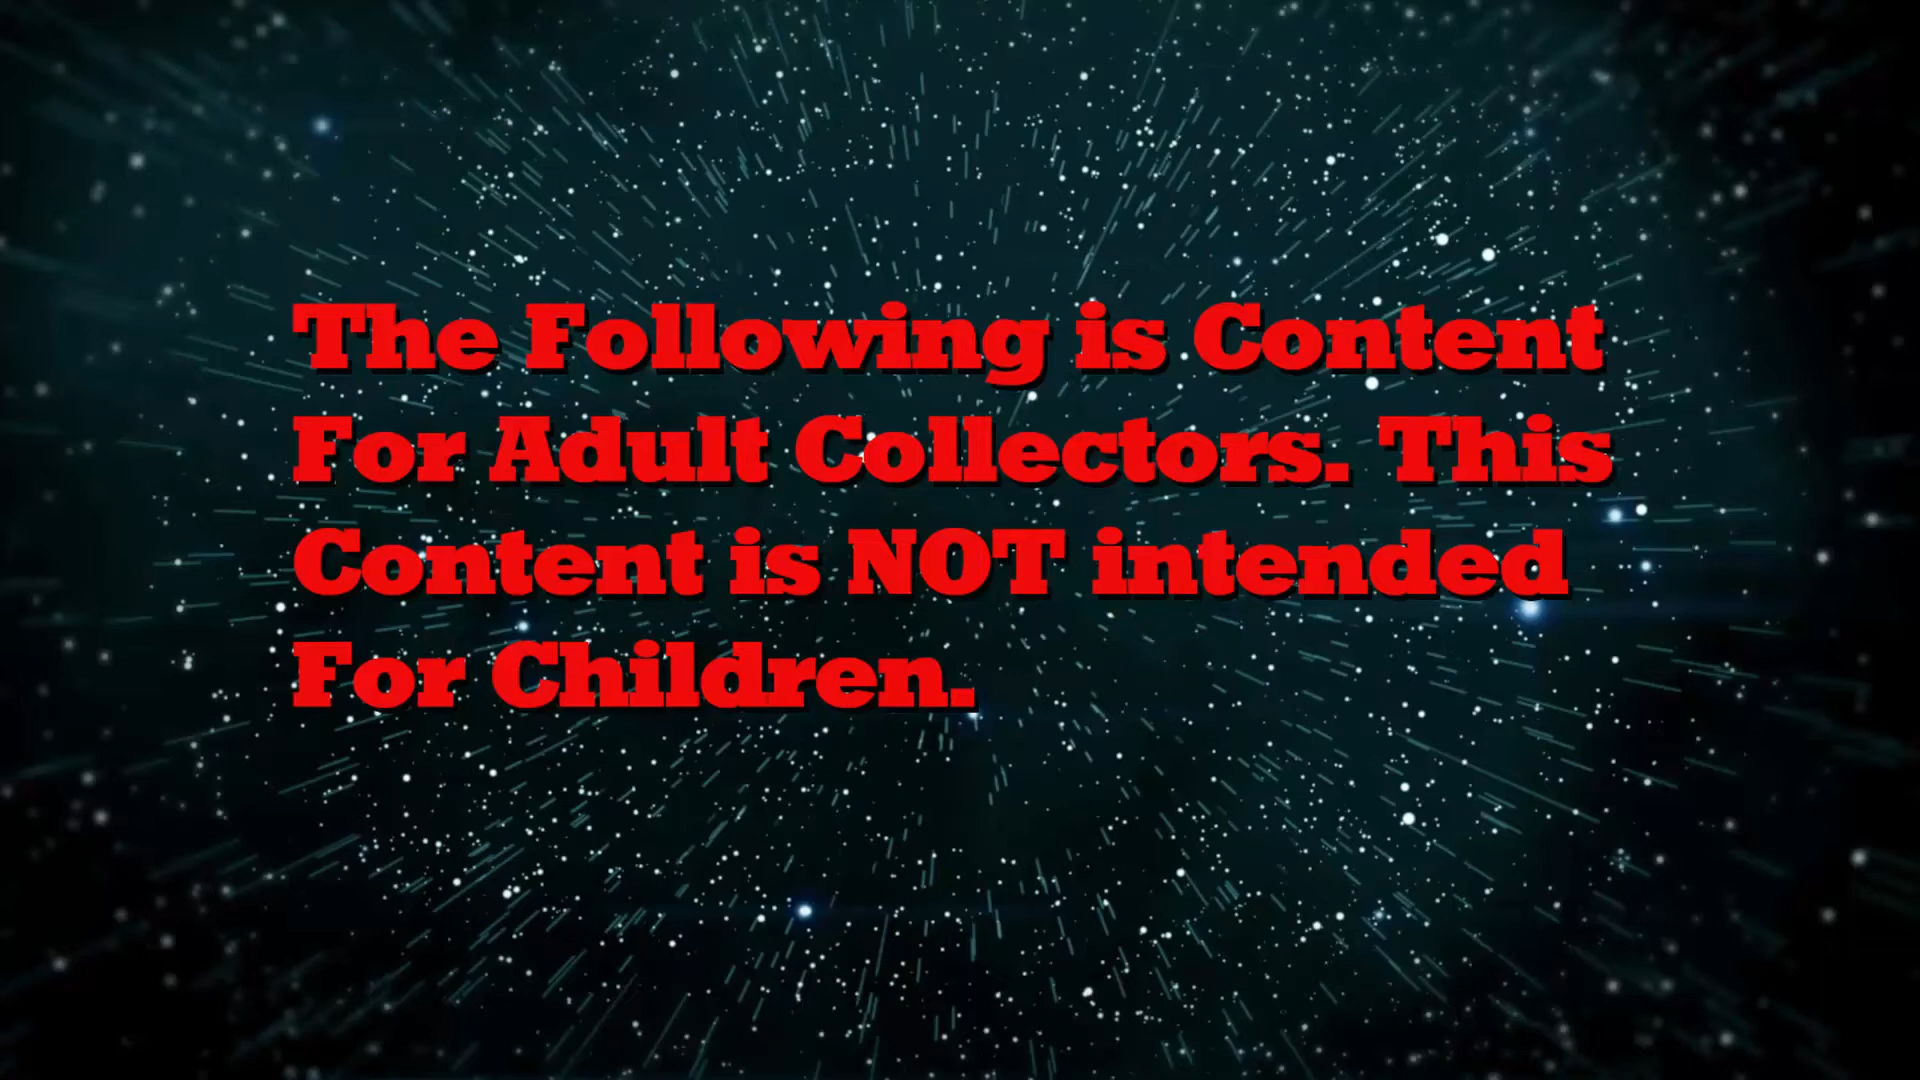 The Following is Content
For Adult Collectors. This
Content is NOT intended
For Children.